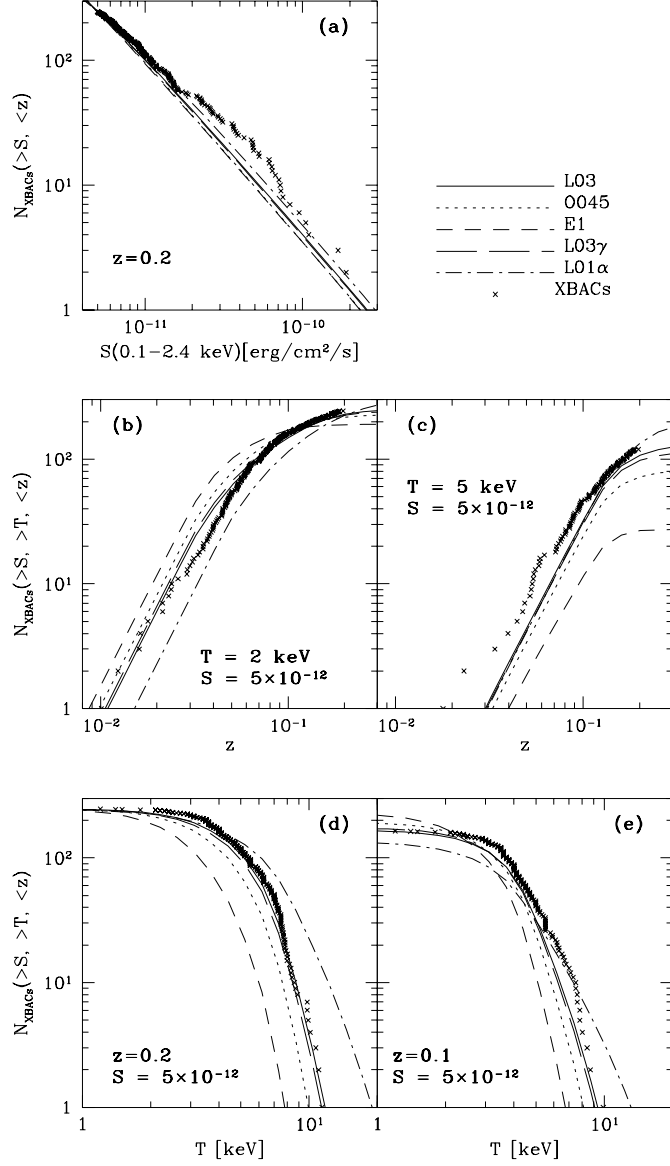 (a)
10²
10¹
1
N_XBACs(>S, <z)
z=0.2
10⁻¹¹
10⁻¹⁰
S(0.1−2.4 keV)[erg/cm²/s]
L03
O045
E1
L03γ
L01α
XBACs
(b)
(c)
10²
10¹
1
N_XBACs(>S, >T, <z)
T = 2 keV
S = 5×10⁻¹²
T = 5 keV
S = 5×10⁻¹²
10⁻²
10⁻¹
10⁻²
10⁻¹
z
z
(d)
(e)
10²
10¹
1
N_XBACs(>S, >T, <z)
z=0.2
S = 5×10⁻¹²
z=0.1
S = 5×10⁻¹²
1
10¹
1
10¹
T [keV]
T [keV]